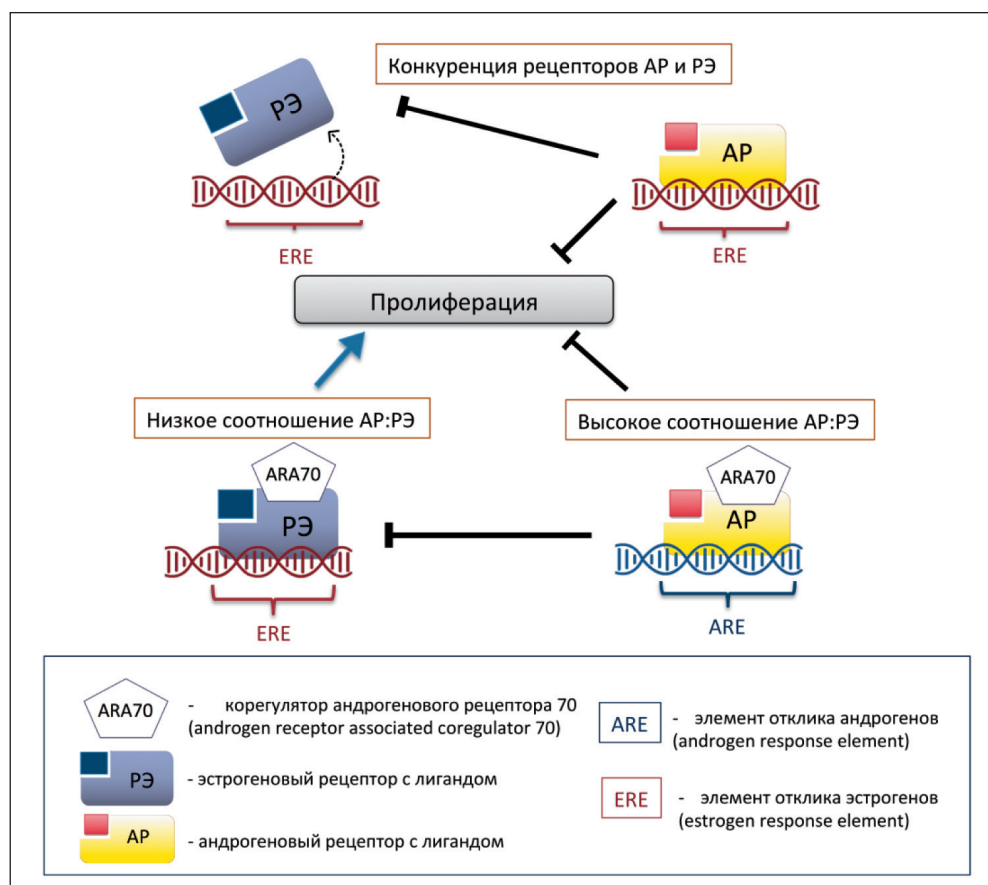 Конкуренция рецепторов АР и РЭ
РЭ
АР
ERE
ERE
Пролиферация
Низкое соотношение АР:РЭ
Высокое соотношение АР:РЭ
ARA70
ARA70
РЭ
АР
ERE
ARE
ARA70
- корегулятор андрогенового рецептора 70
(androgen receptor associated coregulator 70)
РЭ
- эстрогеновый рецептор с лигандом
АР
- андрогеновый рецептор с лигандом
ARE
- элемент отклика андрогенов
(androgen response element)
ERE
- элемент отклика эстрогенов
(estrogen response element)